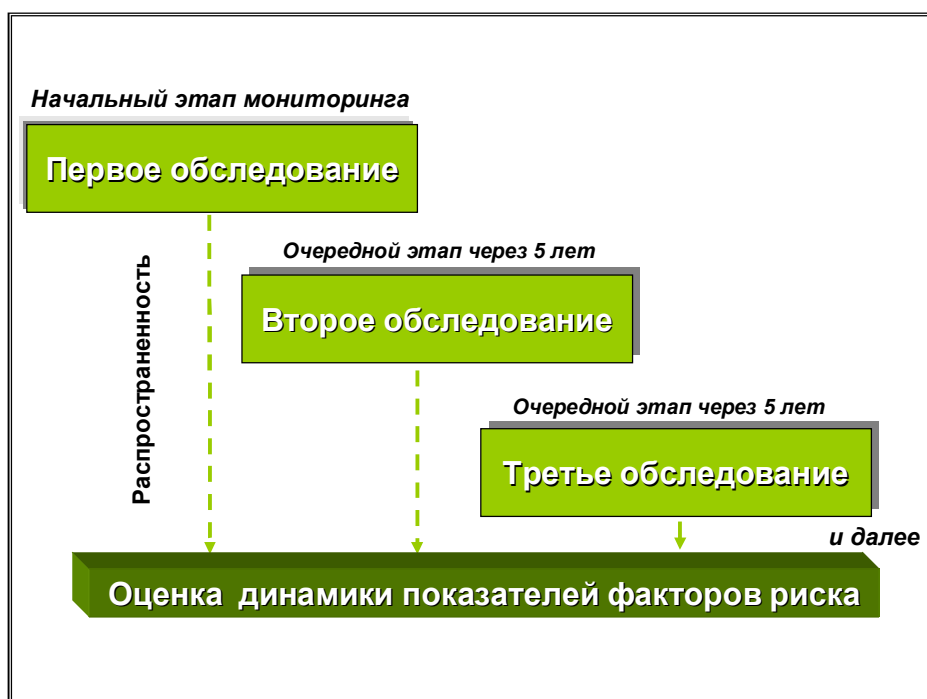 Начальный этап мониторинга
Первое обследование
Распространенность
Очередной этап через 5 лет
Второе обследование
Очередной этап через 5 лет
Третье обследование
и далее
Оценка динамики показателей факторов риска